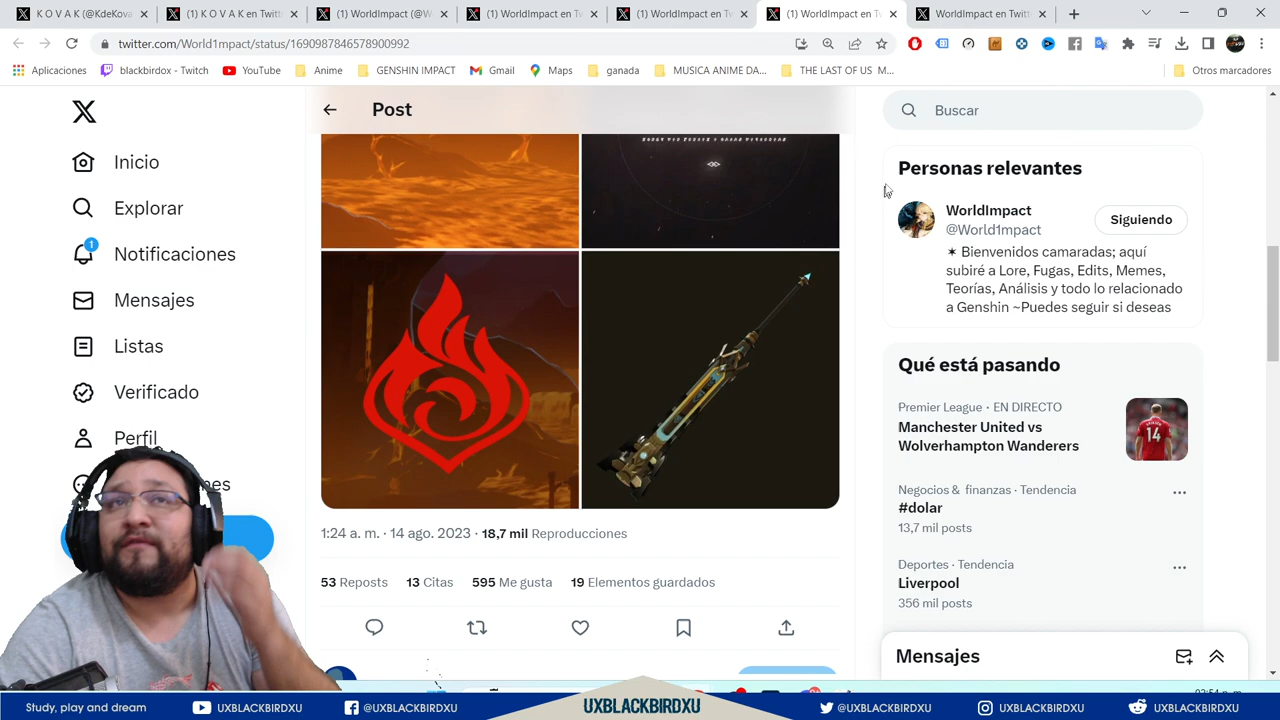 (1) K O V A K (@KdeKova
(1) K O V A K en Twitt
(1) WorldImpact (@W
(1) WorldImpact en T
(1) WorldImpact en Tw
(1) WorldImpact en Tw
WorldImpact en Twitt
twitter.com/World1mpact/status/1690987846578900992
Aplicaciones
blackbirdox - Twitch
YouTube
Anime
GENSHIN IMPACT
Gmail
Maps
ganada
MUSICA ANIME DA...
THE LAST OF US M...
Otros marcadores
Post
Inicio
Explorar
1
Notificaciones
Mensajes
Listas
Verificado
Perfil
nes
1:24 a. m. · 14 ago. 2023 · 18,7 mil Reproducciones
53 Reposts 13 Citas 595 Me gusta 19 Elementos guardados
Buscar
Personas relevantes
WorldImpact
@World1mpact
Siguiendo
✶ Bienvenidos camaradas; aquí
subiré a Lore, Fugas, Edits, Memes,
Teorías, Análisis y todo lo relacionado
a Genshin ~Puedes seguir si deseas
Qué está pasando
Premier League · EN DIRECTO
Manchester United vs
Wolverhampton Wanderers
14
Negocios & finanzas · Tendencia
#dolar
13,7 mil posts
Deportes · Tendencia
Liverpool
356 mil posts
Mensajes
Study, play and dream
UXBLACKBIRDXU
@UXBLACKBIRDXU
UXBLACKBIRDXU
@UXBLACKBIRDXU
UXBLACKBIRDXU
UXBLACKBIRDXU